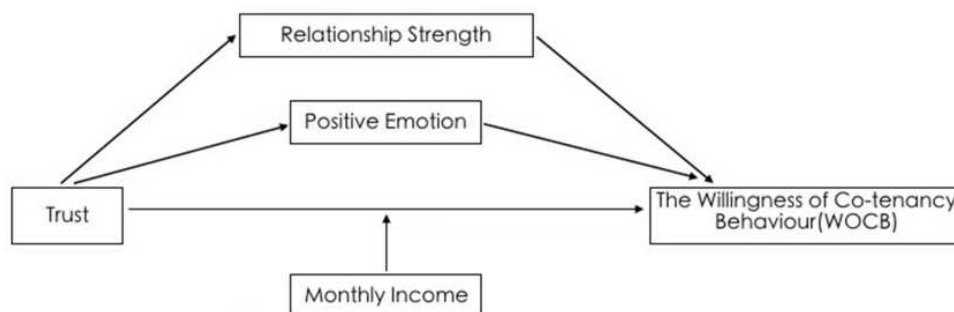 Relationship Strength
Positive Emotion
Trust
The Willingness of Co-tenancy
Behaviour(WOCB)
Monthly Income